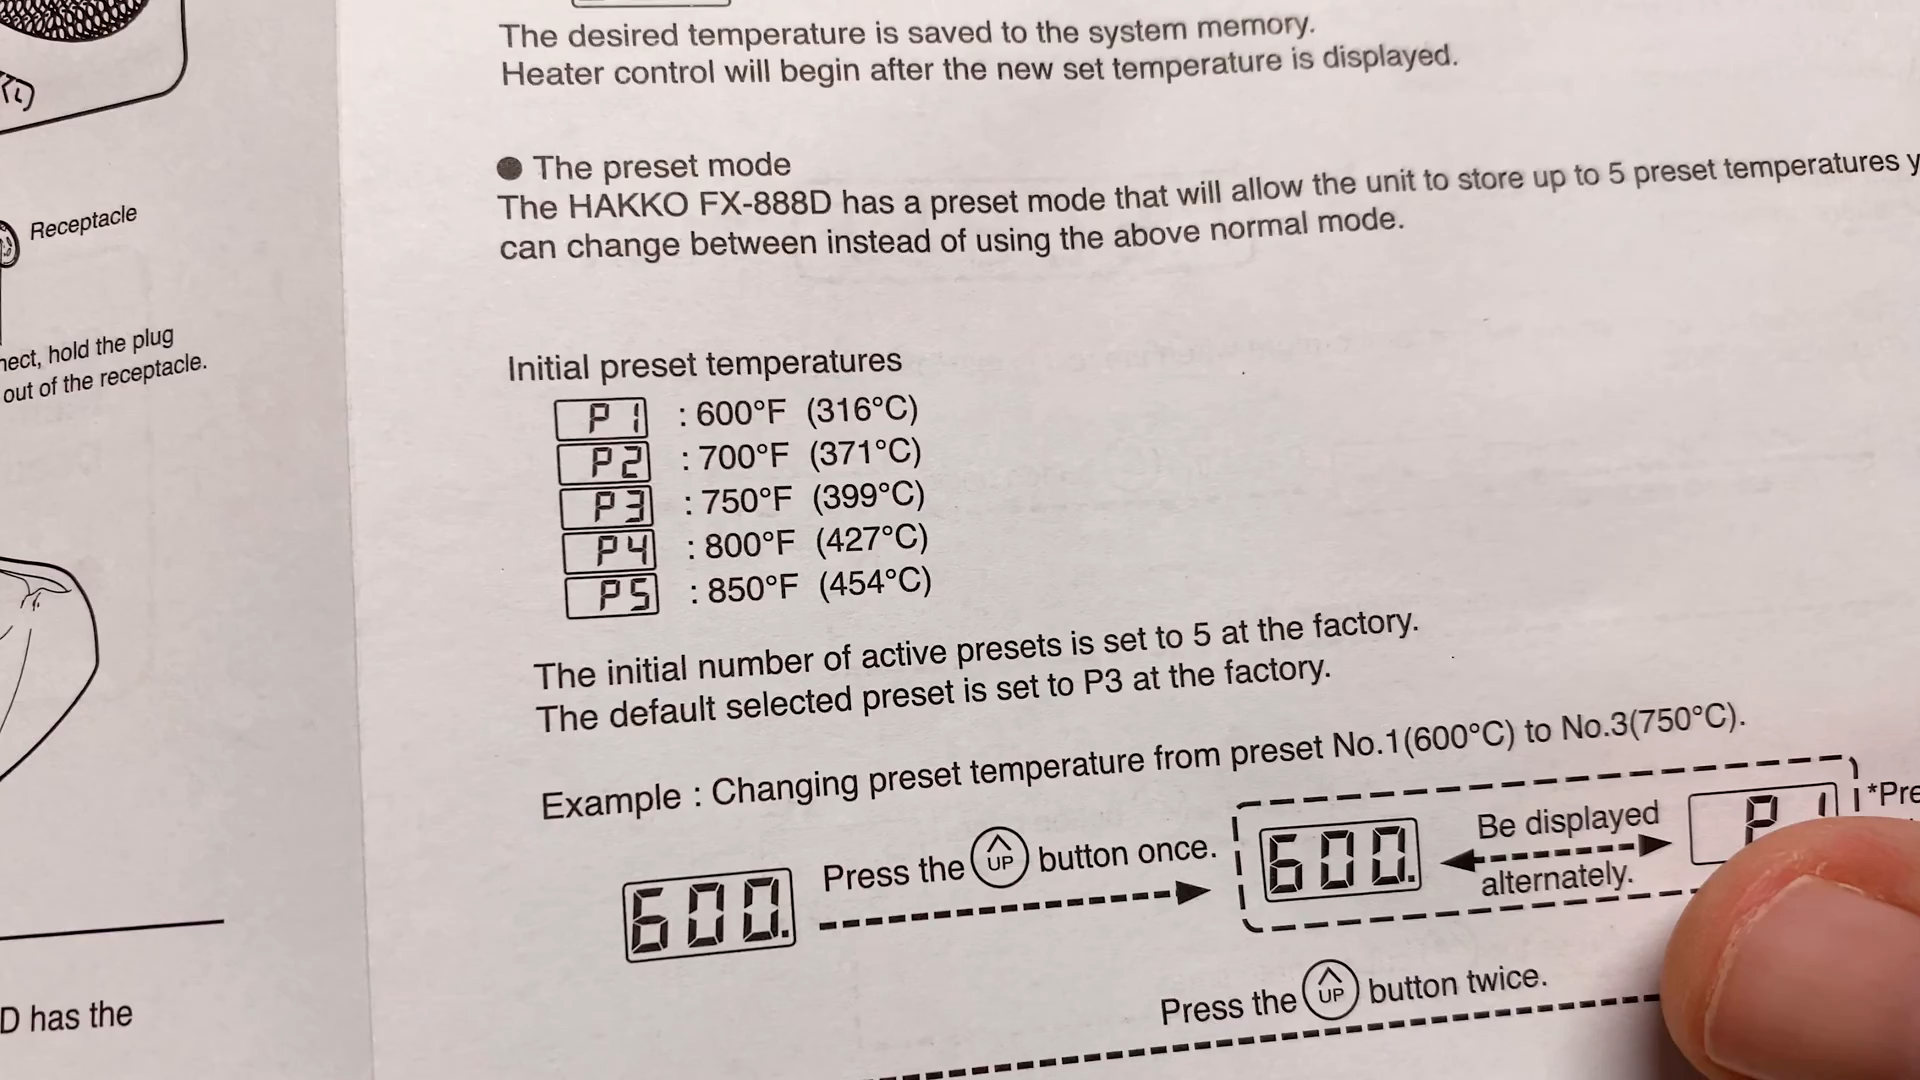 The desired temperature is saved to the system memory.
Heater control will begin after the new set temperature is displayed.
● The preset mode
The HAKKO FX-888D has a preset mode that will allow the unit to store up to 5 preset temperatures
can change between instead of using the above normal mode.
Receptacle
hold the plug
out of the receptacle.
Initial preset temperatures
P1 : 600°F (316°C)
P2 : 700°F (371°C)
P3 : 750°F (399°C)
P4 : 800°F (427°C)
P5 : 850°F (454°C)
The initial number of active presets is set to 5 at the factory.
The default selected preset is set to P3 at the factory.
Example : Changing preset temperature from preset No.1(600°C) to No.3(750°C).
600. Press the UP button once. 600. Be displayed alternately. P1
Press the UP button twice.
D has the